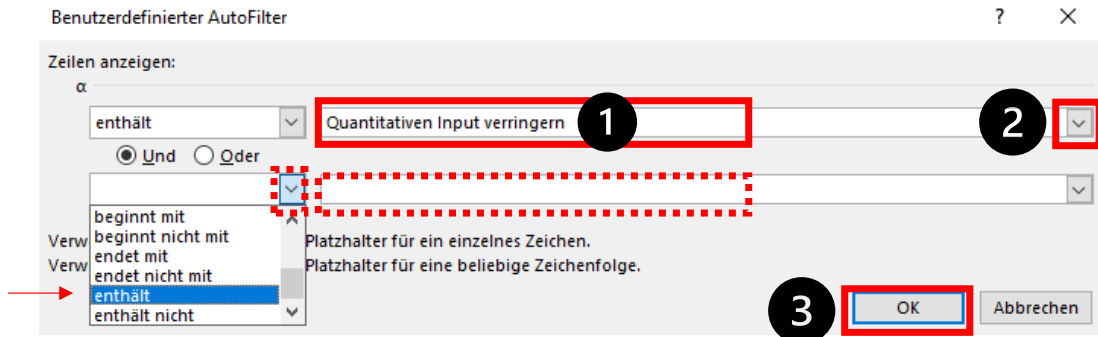 Benutzerdefinierter AutoFilter ? ×
Zeilen anzeigen:
α
enthält Quantitativen Input verringern 1 2
Und Oder
beginnt mit
Verw beginnt nicht mit Platzhalter für ein einzelnes Zeichen.
endet mit
Verw Platzhalter für eine beliebige Zeichenfolge.
endet nicht mit
enthält
enthält nicht
3 OK Abbrechen